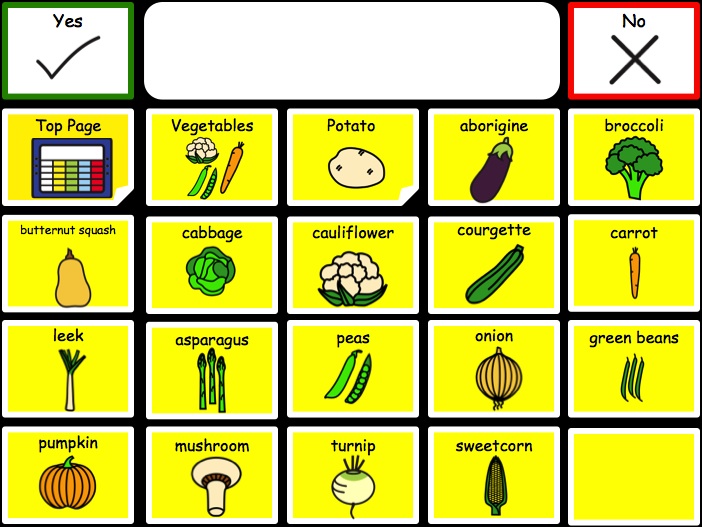 Yes
No
Top Page
Vegetables
Potato
aborigine
broccoli
butternut squash
cabbage
cauliflower
courgette
carrot
leek
asparagus
peas
onion
green beans
pumpkin
mushroom
turnip
sweetcorn